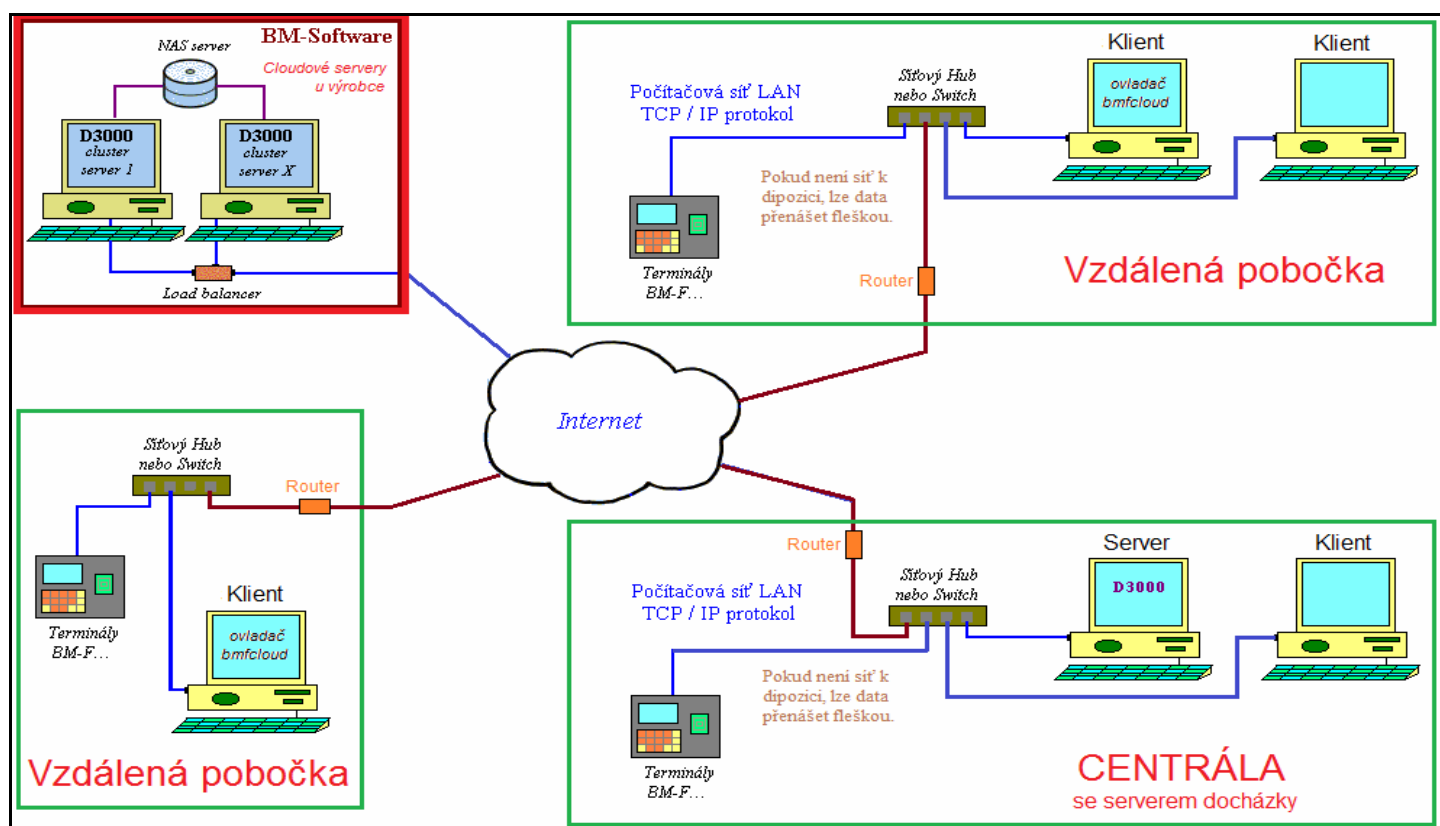 BM-Software
NAS server
Cloudové servery
u výrobce
D3000
cluster
server 1
D3000
cluster
server X
Load balancer
Klient
Klient
Síťový Hub
nebo Switch
Počítačová síť LAN
TCP / IP protokol
ovladač
bmfcloud
Pokud není síť k
dipozici, lze data
přenášet fleškou.
Terminály
BM-F...
Router
Vzdálená pobočka
Internet
Síťový Hub
nebo Switch
Router
Klient
Terminály
BM-F...
ovladač
bmfcloud
Vzdálená pobočka
Router
Server
Klient
Síťový Hub
nebo Switch
Počítačová síť LAN
TCP / IP protokol
D3000
Pokud není síť k
dipozici, lze data
přenášet fleškou.
Terminály
BM-F...
CENTRÁLA
se serverem docházky